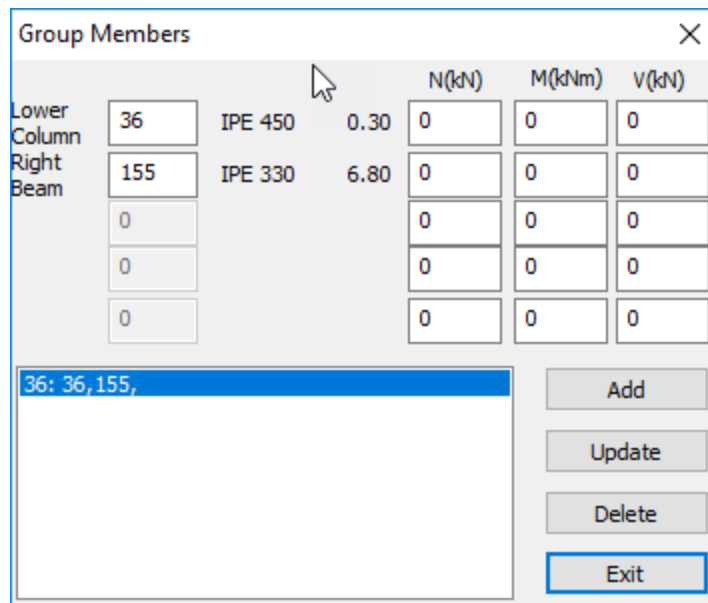 Group Members
N(kN) M(kNm) V(kN)
Lower
Column 36 IPE 450 0.30 0 0 0
Right
Beam 155 IPE 330 6.80 0 0 0
0 0 0 0
0 0 0 0
0 0 0 0
36: 36,155,
Add
Update
Delete
Exit